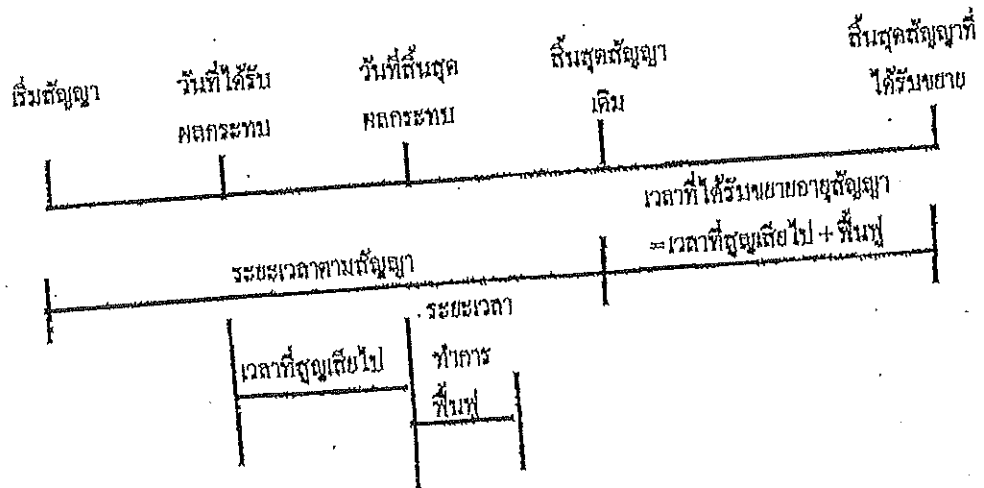 เริ่มสัญญา
วันที่ได้รับ
ผลกระทบ
วันที่สิ้นสุด
ผลกระทบ
สิ้นสุดสัญญา
เดิม
สิ้นสุดสัญญาที่
ได้รับขยาย
ระยะเวลาตามสัญญา
เวลาที่ได้รับขยายอายุสัญญา
=เวลาที่สูญเสียไป+ฟื้นฟู
เวลาที่สูญเสียไป
ระยะเวลา
ทำการ
ฟื้นฟู